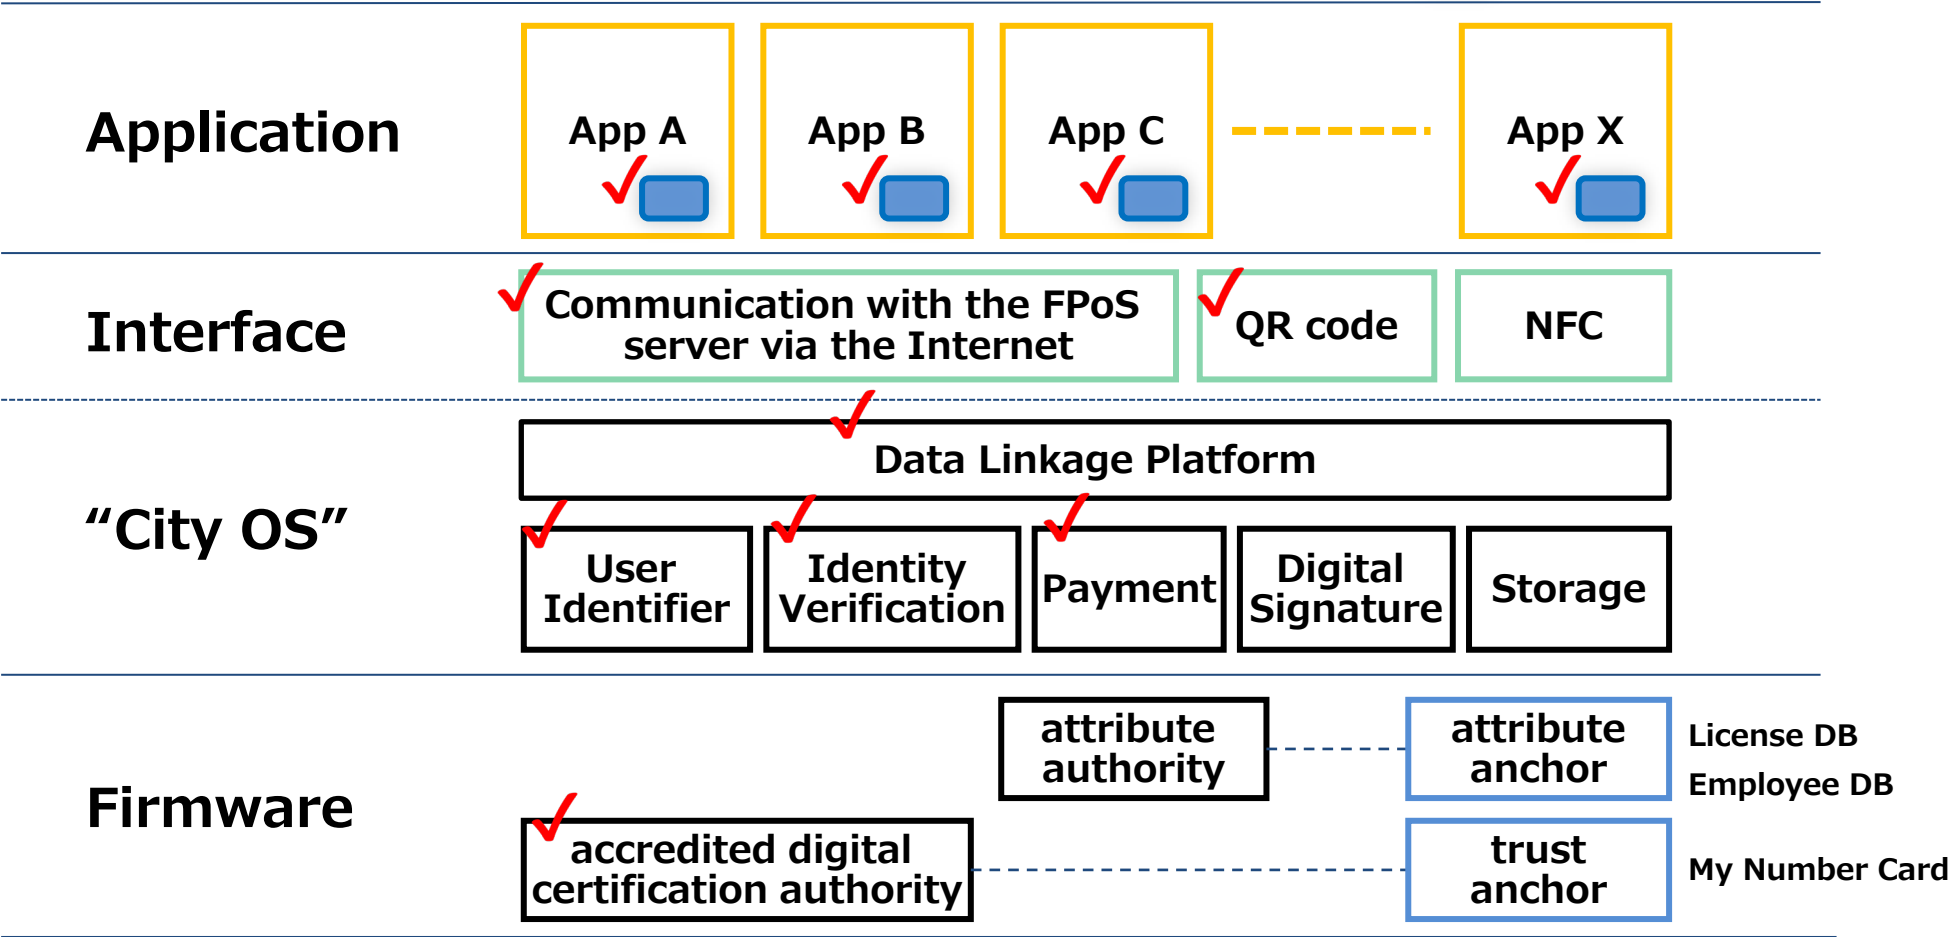 Application
App A
App B
App C
App X
Interface
Communication with the FPoS
server via the Internet
QR code
NFC
“City OS”
Data Linkage Platform
User
Identifier
Identity
Verification
Payment
Digital
Signature
Storage
Firmware
attribute
authority
attribute
anchor
License DB
Employee DB
accredited digital
certification authority
trust
anchor
My Number Card